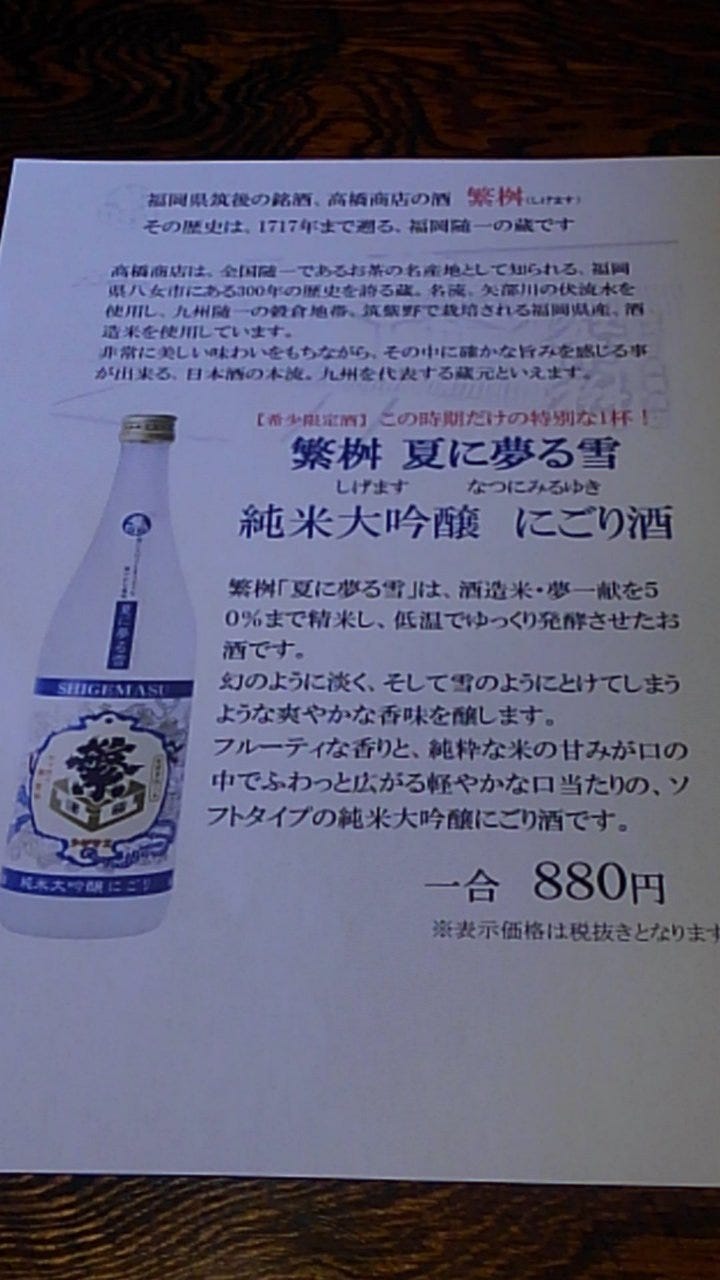 福岡県筑後の銘酒、高橋商店の酒 繁桝(しげます)
その歴史は、1717年まで遡る、福岡随一の蔵です
高橋商店は、全国随一であるお茶の名産地として知られる、福岡
県八女市にある300年の歴史を誇る蔵。名流、矢部川の伏流水を
使用し、九州随一の穀倉地帯、筑紫野で栽培される福岡県産、酒
造米を使用しています。
非常に美しい味わいをもちながら、その中に確かな旨みを感じる事
が出来る、日本酒の本流。九州を代表する蔵元といえます。
【希少限定酒】この時期だけの特別な1杯！
繁桝 夏に夢る雪
しげます なつにみるゆき
純米大吟醸 にごり酒
繁桝「夏に夢る雪」は、酒造米・夢一献を5
0%まで精米し、低温でゆっくり発酵させたお
酒です。
幻のように淡く、そして雪のようにとけてしまう
ような爽やかな香味を醸します。
フルーティな香りと、純粋な米の甘みが口の
中でふわっと広がる軽やかな口当たりの、ソ
フトタイプの純米大吟醸にごり酒です。
一合 880円
※表示価格は税抜きとなります
夏に夢る雪
SHIGEMASU
繁
純米大吟醸にごり